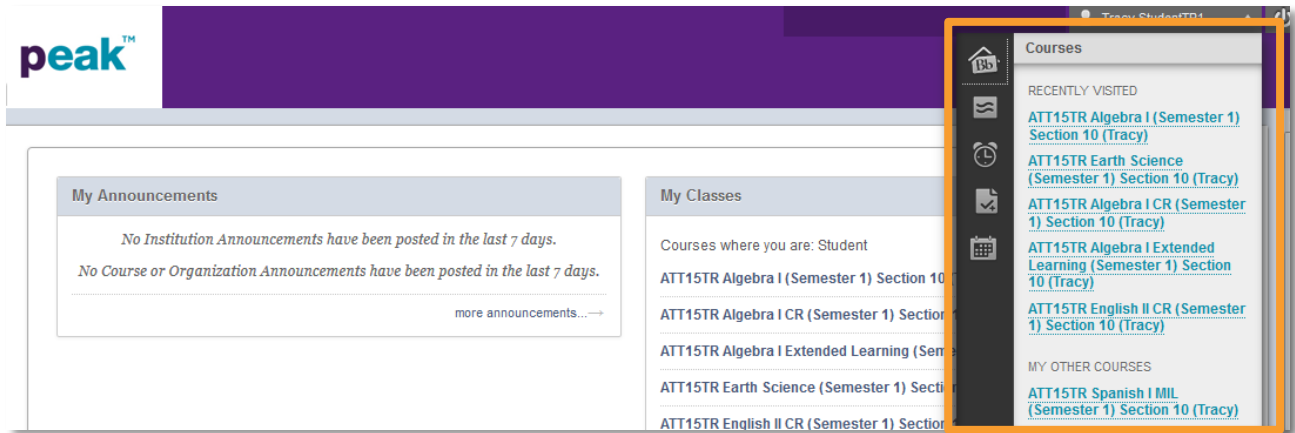 peak™
Tracy StudentTR1
Bb
Courses
RECENTLY VISITED
ATT15TR Algebra I (Semester 1)
Section 10 (Tracy)
ATT15TR Earth Science
(Semester 1) Section 10 (Tracy)
ATT15TR Algebra I CR (Semester
1) Section 10 (Tracy)
ATT15TR Algebra I Extended
Learning (Semester 1) Section
10 (Tracy)
ATT15TR English II CR (Semester
1) Section 10 (Tracy)
MY OTHER COURSES
ATT15TR Spanish I MIL
(Semester 1) Section 10 (Tracy)
My Announcements
No Institution Announcements have been posted in the last 7 days.
No Course or Organization Announcements have been posted in the last 7 days.
more announcements...→
My Classes
Courses where you are: Student
ATT15TR Algebra I (Semester 1) Section 10
ATT15TR Algebra I CR (Semester 1) Section
ATT15TR Algebra I Extended Learning
ATT15TR Earth Science (Semester 1)
ATT15TR English II CR (Semester 1) Section